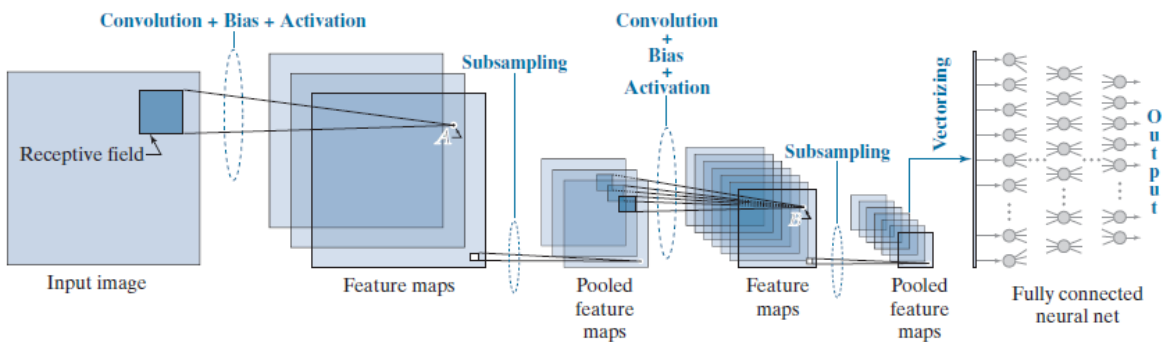 Convolution + Bias + Activation
Receptive field
Input image
A
Feature maps
Subsampling
Pooled
feature
maps
Convolution
+
Bias
+
Activation
B
Feature
maps
Subsampling
Pooled
feature
maps
Vectorizing
Fully connected
neural net
Output